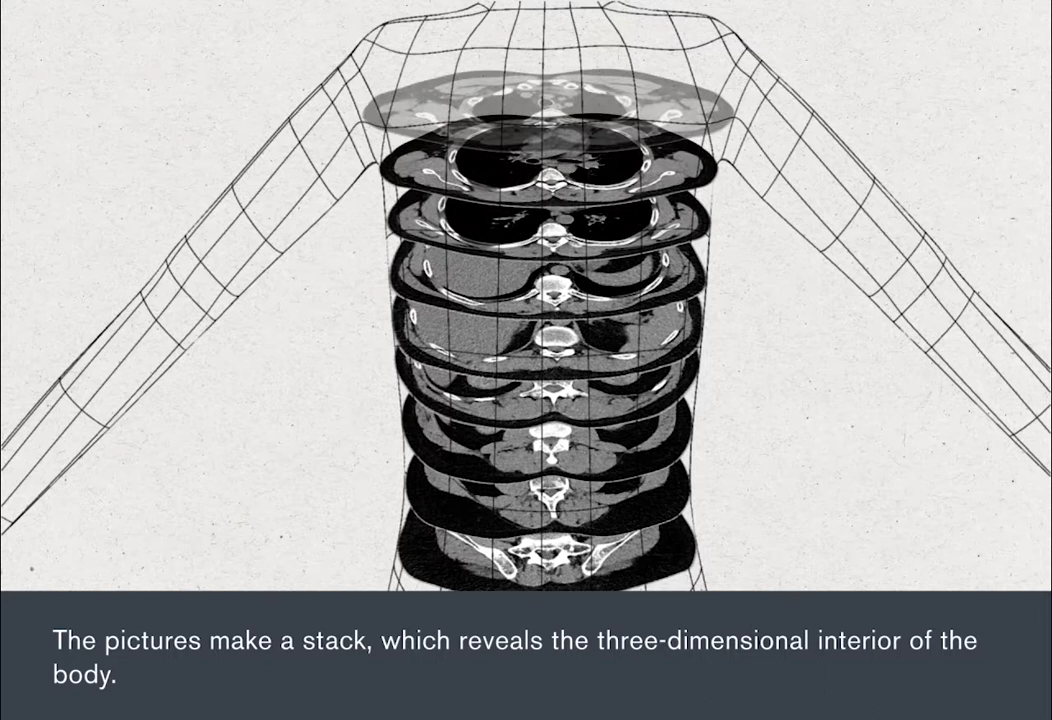 The pictures make a stack, which reveals the three-dimensional interior of the
body.